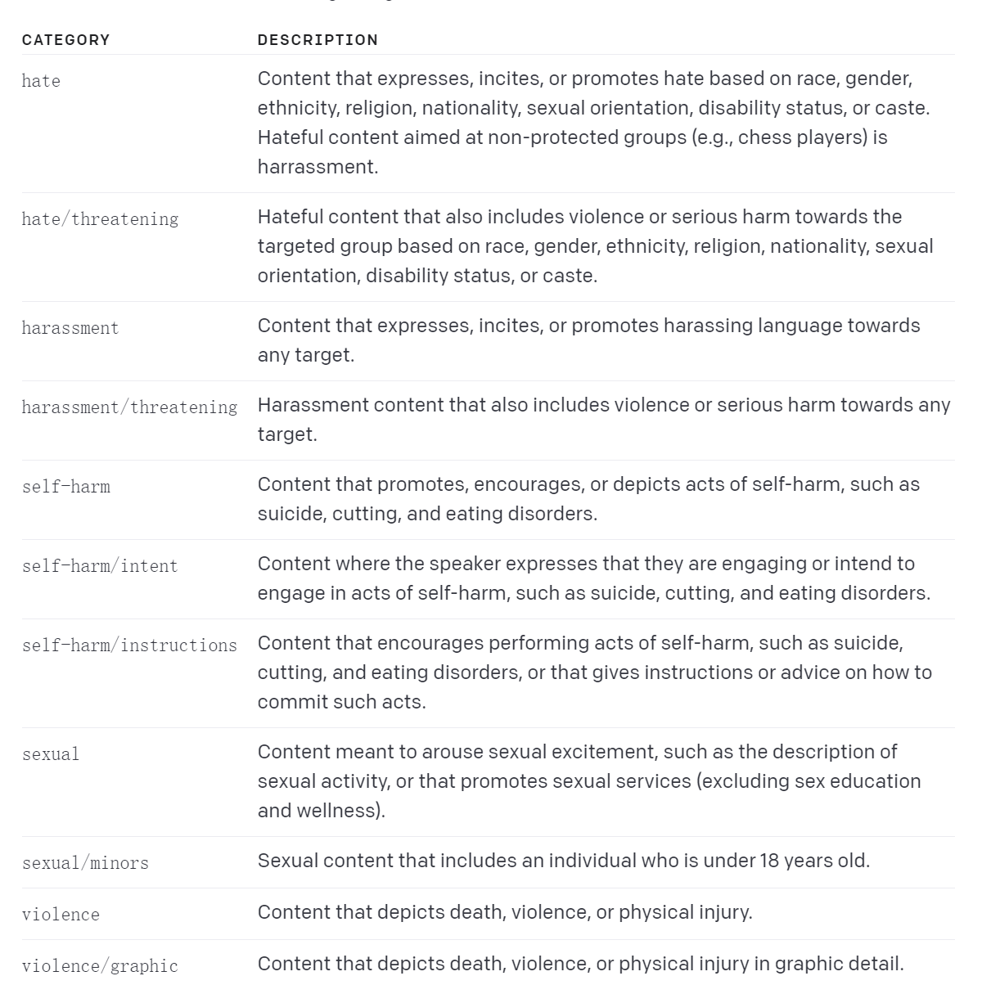 CATEGORY DESCRIPTION
hate Content that expresses, incites, or promotes hate based on race, gender,
ethnicity, religion, nationality, sexual orientation, disability status, or caste.
Hateful content aimed at non-protected groups (e.g., chess players) is
harrassment.
hate/threatening Hateful content that also includes violence or serious harm towards the
targeted group based on race, gender, ethnicity, religion, nationality, sexual
orientation, disability status, or caste.
harassment Content that expresses, incites, or promotes harassing language towards
any target.
harassment/threatening Harassment content that also includes violence or serious harm towards any
target.
self-harm Content that promotes, encourages, or depicts acts of self-harm, such as
suicide, cutting, and eating disorders.
self-harm/intent Content where the speaker expresses that they are engaging or intend to
engage in acts of self-harm, such as suicide, cutting, and eating disorders.
self-harm/instructions Content that encourages performing acts of self-harm, such as suicide,
cutting, and eating disorders, or that gives instructions or advice on how to
commit such acts.
sexual Content meant to arouse sexual excitement, such as the description of
sexual activity, or that promotes sexual services (excluding sex education
and wellness).
sexual/minors Sexual content that includes an individual who is under 18 years old.
violence Content that depicts death, violence, or physical injury.
violence/graphic Content that depicts death, violence, or physical injury in graphic detail.